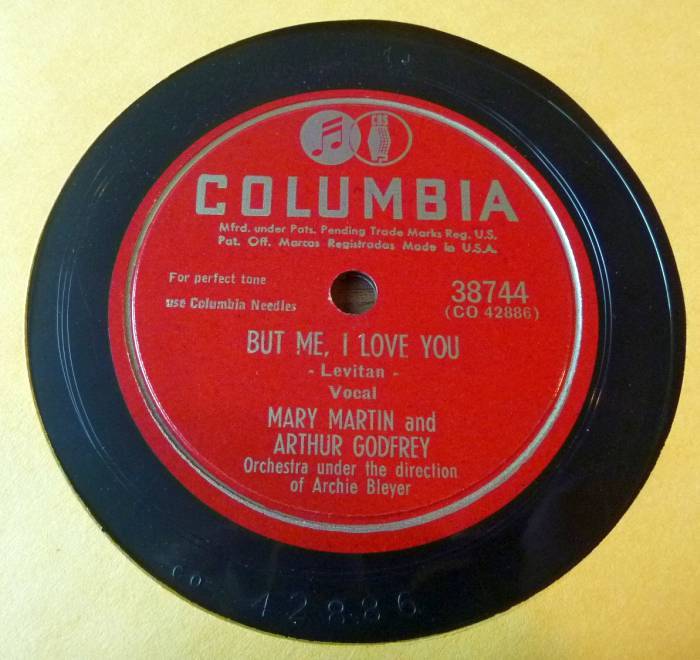 CBS
COLUMBIA
Mfrd. under Pats. Pending Trade Marks Reg. U.S.
Pat. Off. Marcas Registradas Made in U.S.A.
For perfect tone
use Columbia Needles
38744
(CO 42886)
BUT ME, I LOVE YOU
- Levitan -
Vocal
MARY MARTIN and
ARTHUR GODFREY
Orchestra under the direction
of Archie Bleyer
CO 42886